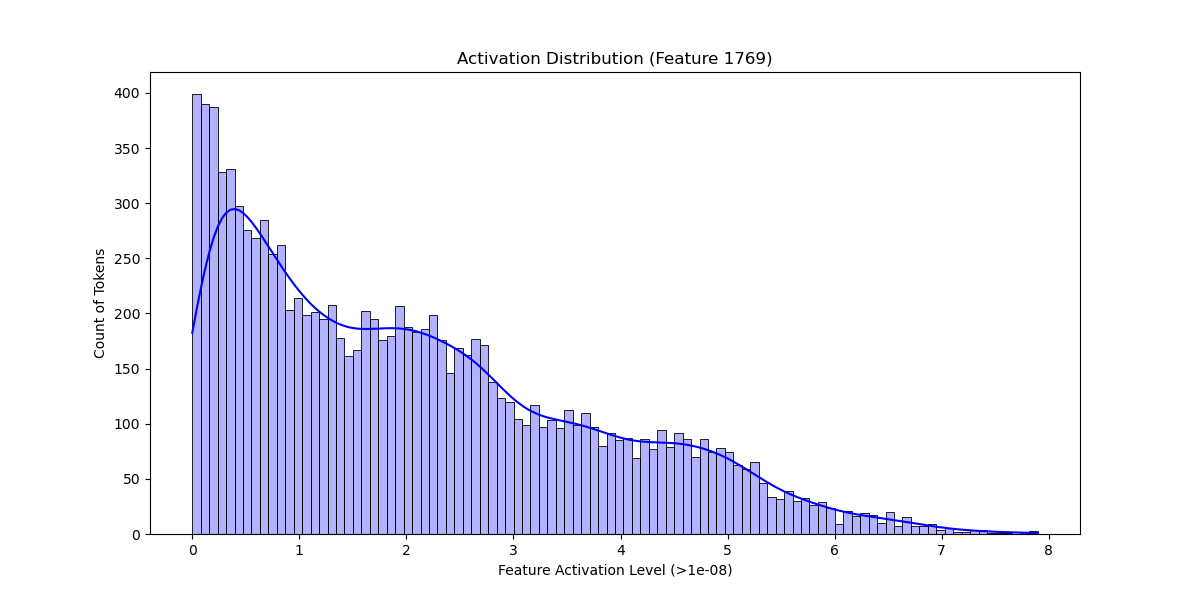 Activation Distribution (Feature 1769)
400
350
300
250
200
150
100
50
0
Count of Tokens
0 1 2 3 4 5 6 7 8
Feature Activation Level (>1e-08)